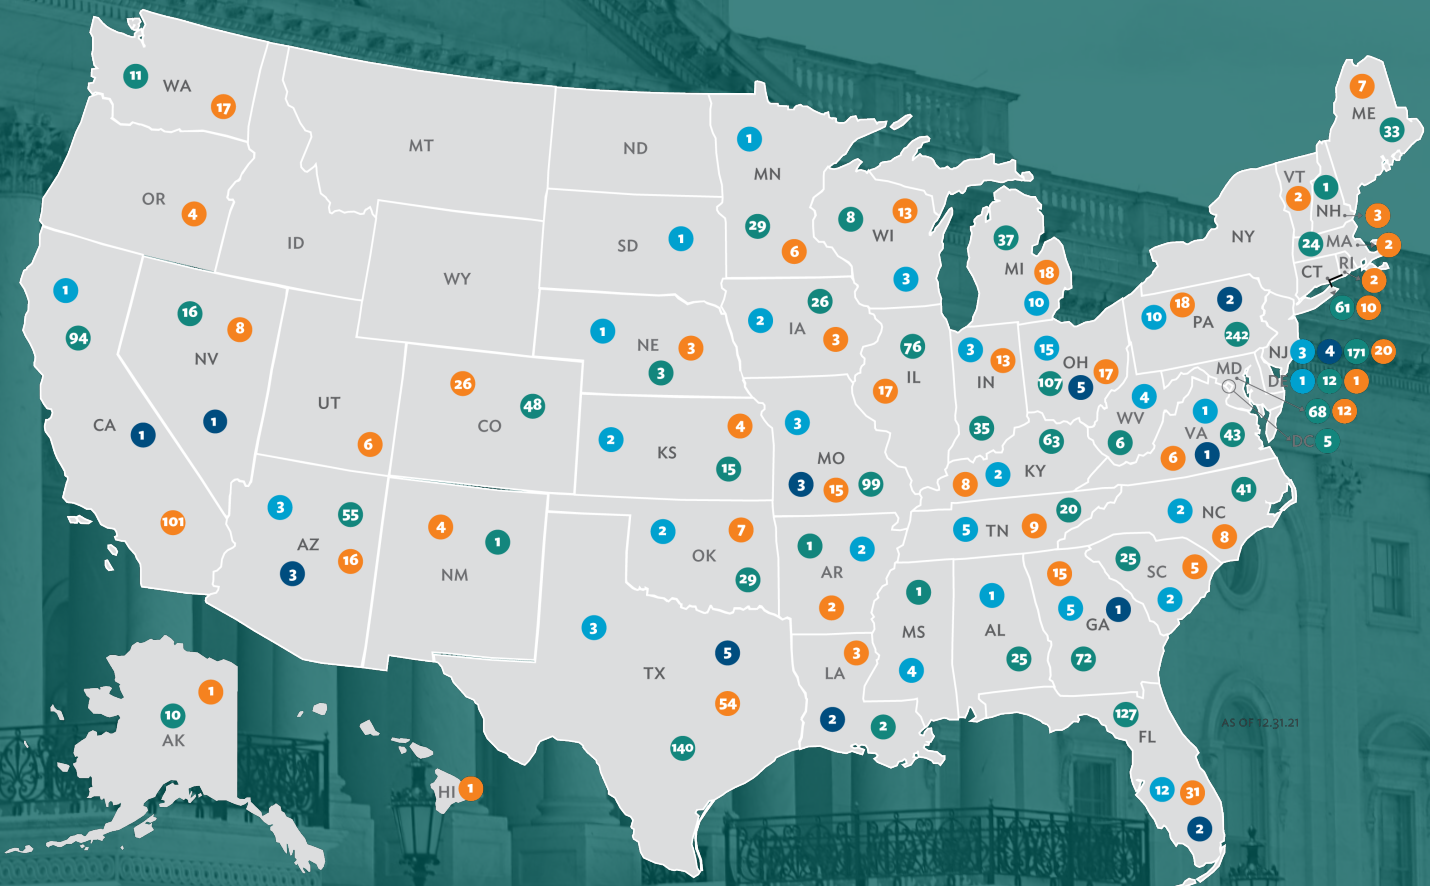 11
WA
17
OR
4
MT
ID
WY
ND
SD
1
1
MN
29
6
8
13
WI
3
37
MI
18
10
1
94
CA
1
101
16
8
NV
1
UT
6
26
48
CO
1
NE
3
3
2
4
KS
15
2
26
IA
3
76
17
IL
3
13
IN
35
15
OH
107
5
17
10
18
2
PA
242
NY
VT
2
1
NH
3
7
ME
33
24
MA
2
CT
RI
2
61
10
NJ
3
4
171
20
MD
1
12
1
68
12
DC
5
4
WV
6
1
VA
43
6
1
63
8
2
KY
3
MO
3
15
99
3
55
AZ
16
3
4
1
NM
2
7
OK
29
1
2
AR
2
5
TN
9
20
41
2
NC
8
25
SC
5
2
15
5
1
GA
72
1
AL
25
1
MS
4
3
LA
2
2
3
5
TX
54
140
127
FL
12
31
2
1
10
AK
HI
1
AS OF 12.31.21